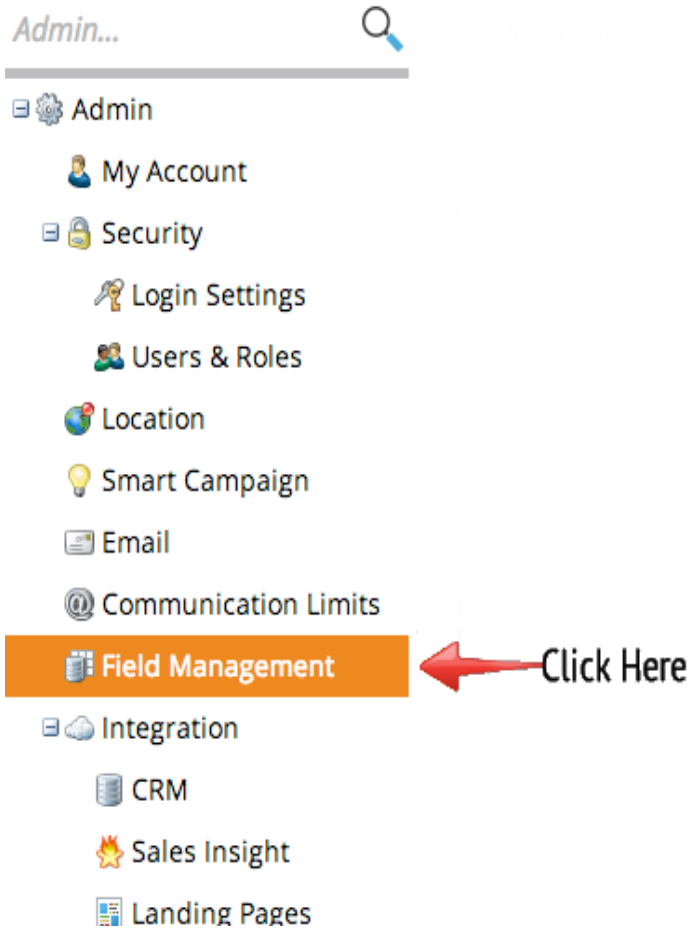 Admin...
Admin
My Account
Security
Login Settings
Users & Roles
Location
Smart Campaign
Email
Communication Limits
Field Management
Click Here
Integration
CRM
Sales Insight
Landing Pages